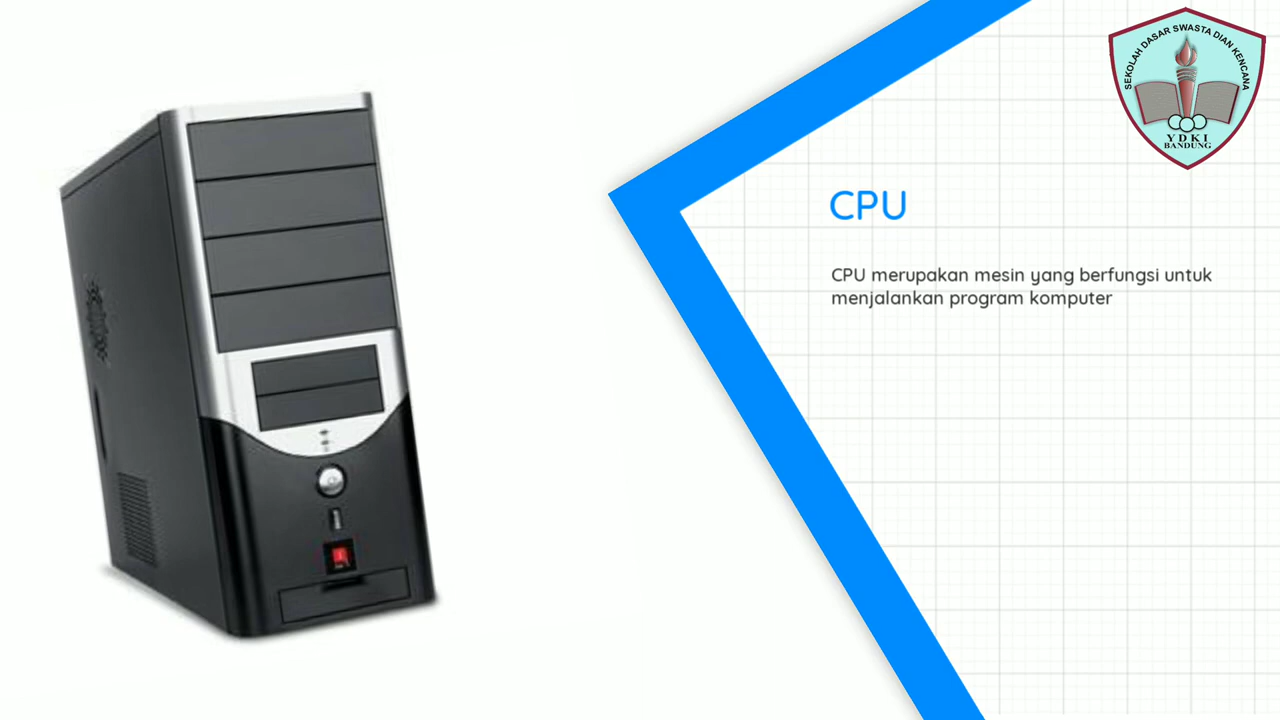 SEKOLAH DASAR SWASTA DIAN KENCANA
YDKI
BANDUNG
CPU
CPU merupakan mesin yang berfungsi untuk
menjalankan program komputer